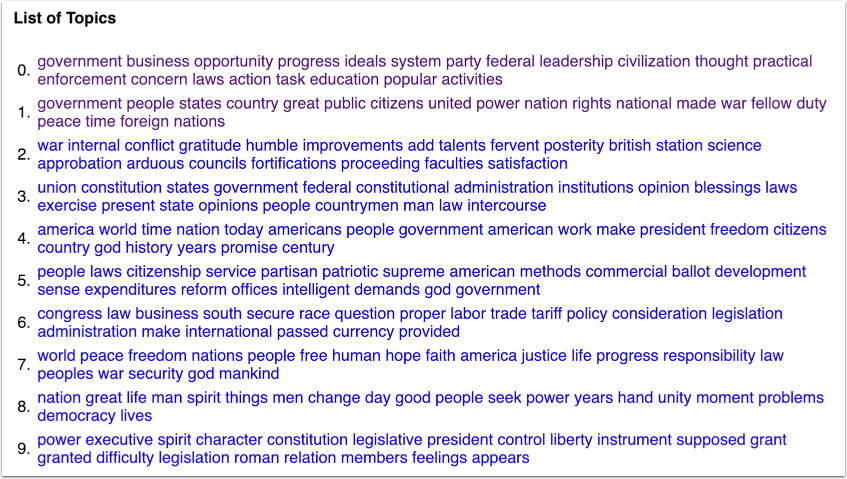 List of Topics
0. government business opportunity progress ideals system party federal leadership civilization thought practical
enforcement concern laws action task education popular activities
1. government people states country great public citizens united power nation rights national made war fellow duty
peace time foreign nations
2. war internal conflict gratitude humble improvements add talents fervent posterity british station science
approbation arduous councils fortifications proceeding faculties satisfaction
3. union constitution states government federal constitutional administration institutions opinion blessings laws
exercise present state opinions people countrymen man law intercourse
4. america world time nation today americans people government american work make president freedom citizens
country god history years promise century
5. people laws citizenship service partisan patriotic supreme american methods commercial ballot development
sense expenditures reform offices intelligent demands god government
6. congress law business south secure race question proper labor trade tariff policy consideration legislation
administration make international passed currency provided
7. world peace freedom nations people free human hope faith america justice life progress responsibility law
peoples war security god mankind
8. nation great life man spirit things men change day good people seek power years hand unity moment problems
democracy lives
9. power executive spirit character constitution legislative president control liberty instrument supposed grant
granted difficulty legislation roman relation members feelings appears